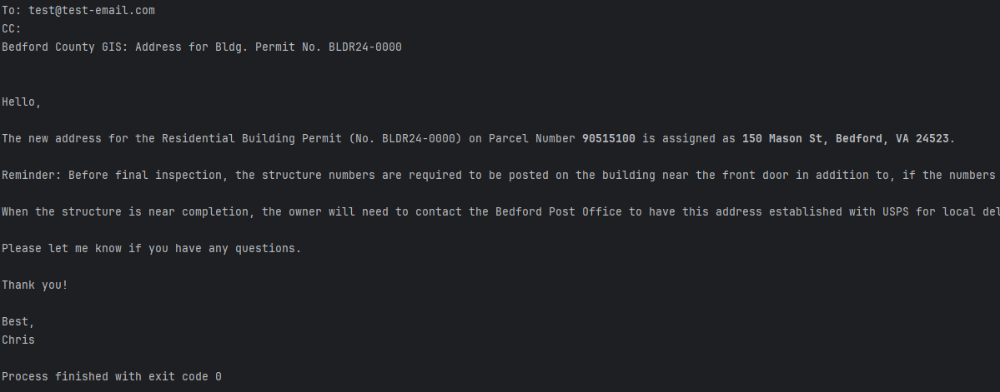 To: test@test-email.com
CC:
Bedford County GIS: Address for Bldg. Permit No. BLDR24-0000
Hello,
The new address for the Residential Building Permit (No. BLDR24-0000) on Parcel Number 90515100 is assigned as 150 Mason St, Bedford, VA 24523.
Reminder: Before final inspection, the structure numbers are required to be posted on the building near the front door in addition to, if the numbers
When the structure is near completion, the owner will need to contact the Bedford Post Office to have this address established with USPS for local del
Please let me know if you have any questions.
Thank you!
Best,
Chris
Process finished with exit code 0